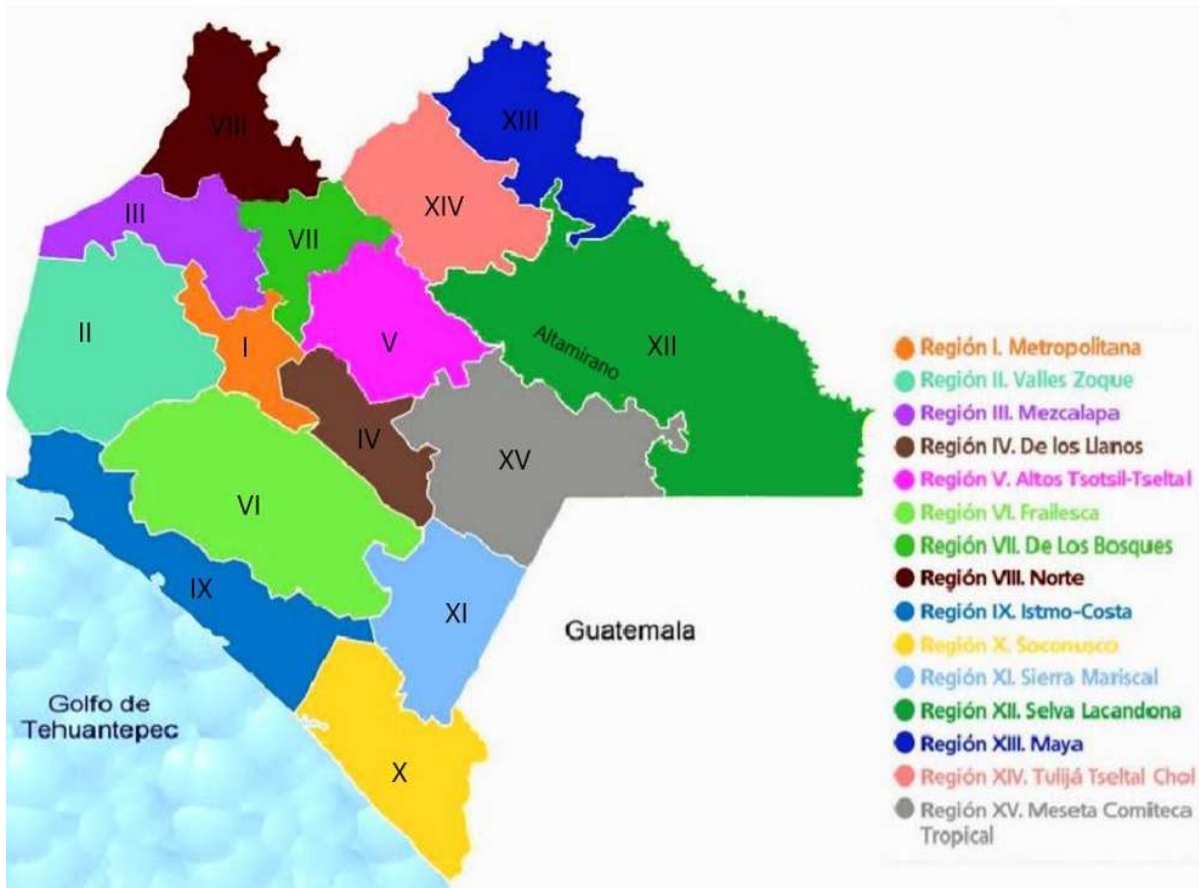 VIII
XIII
III
XIV
VII
II
I
V
Altamirano
XII
IV
XV
VI
IX
XI
Guatemala
Golfo de
Tehuantepec
X
Región I. Metropolitana
Región II. Valles Zoque
Región III. Mezcalapa
Región IV. De los Llanos
Región V. Altos Tsotsil-Tseltal
Región VI. Frailesca
Región VII. De Los Bosques
Región VIII. Norte
Región IX. Istmo-Costa
Región X. Soconusco
Región XI. Sierra Mariscal
Región XII. Selva Lacandona
Región XIII. Maya
Región XIV. Tulijá Tseltal Chol
Región XV. Meseta Comiteca
Tropical